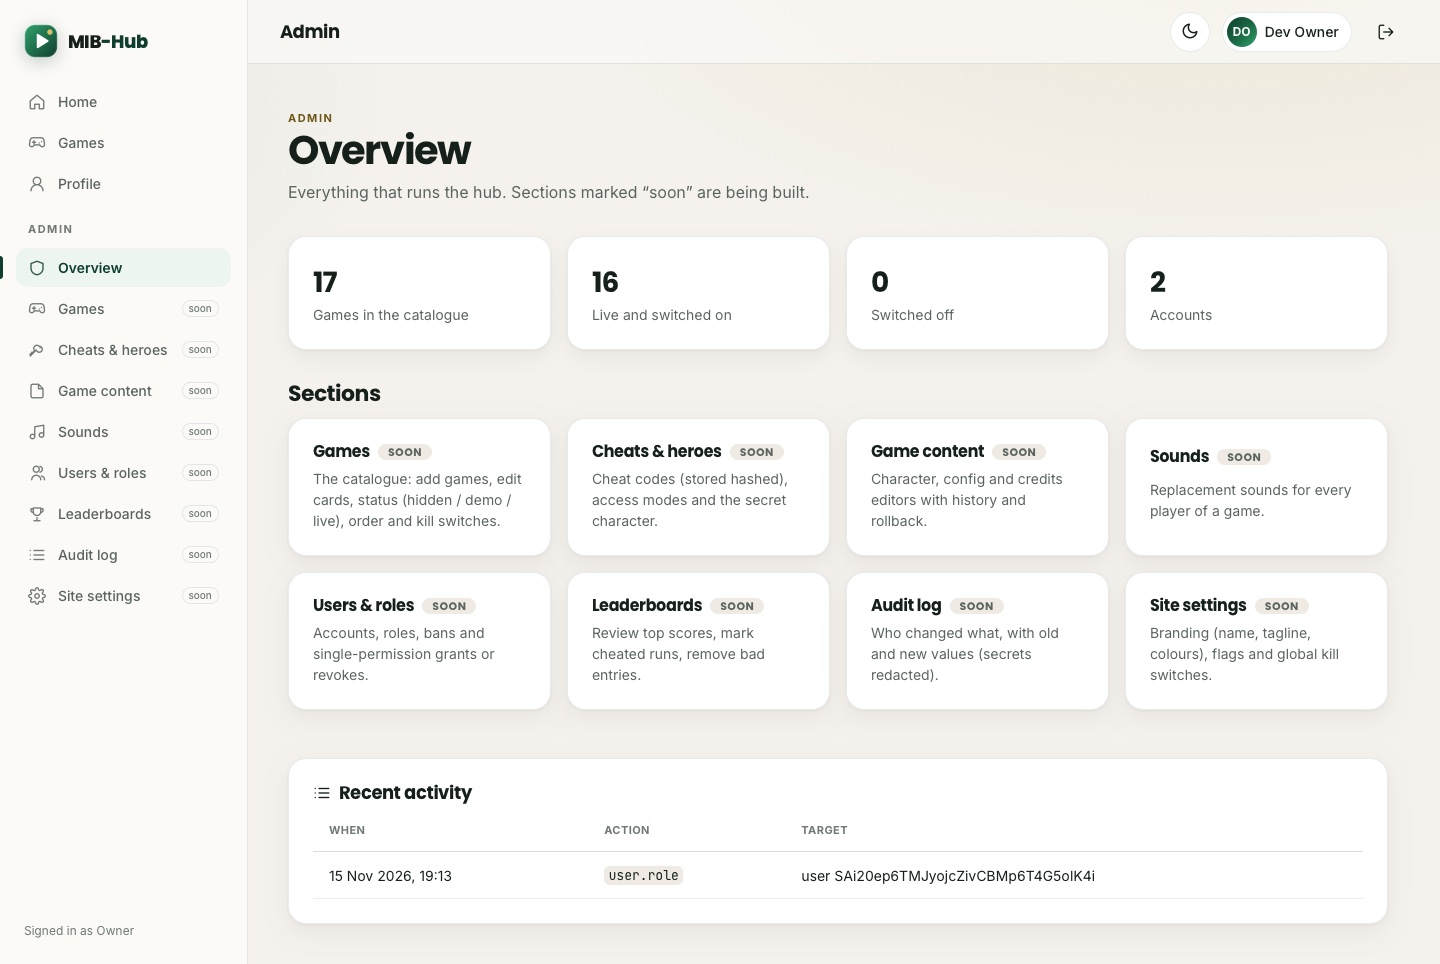 MIB-Hub
Home
Games
Profile
ADMIN
Overview
Games soon
Cheats & heroes soon
Game content soon
Sounds soon
Users & roles soon
Leaderboards soon
Audit log soon
Site settings soon
Signed in as Owner
Admin
DO Dev Owner
ADMIN
Overview
Everything that runs the hub. Sections marked “soon” are being built.
17
Games in the catalogue
16
Live and switched on
0
Switched off
2
Accounts
Sections
Games SOON
The catalogue: add games, edit
cards, status (hidden / demo /
live), order and kill switches.
Cheats & heroes SOON
Cheat codes (stored hashed),
access modes and the secret
character.
Game content SOON
Character, config and credits
editors with history and
rollback.
Sounds SOON
Replacement sounds for every
player of a game.
Users & roles SOON
Accounts, roles, bans and
single-permission grants or
revokes.
Leaderboards SOON
Review top scores, mark
cheated runs, remove bad
entries.
Audit log SOON
Who changed what, with old
and new values (secrets
redacted).
Site settings SOON
Branding (name, tagline,
colours), flags and global kill
switches.
Recent activity
WHEN ACTION TARGET
15 Nov 2026, 19:13 user.role user SAi20ep6TMJyojcZivCBMp6T4G5oIK4i